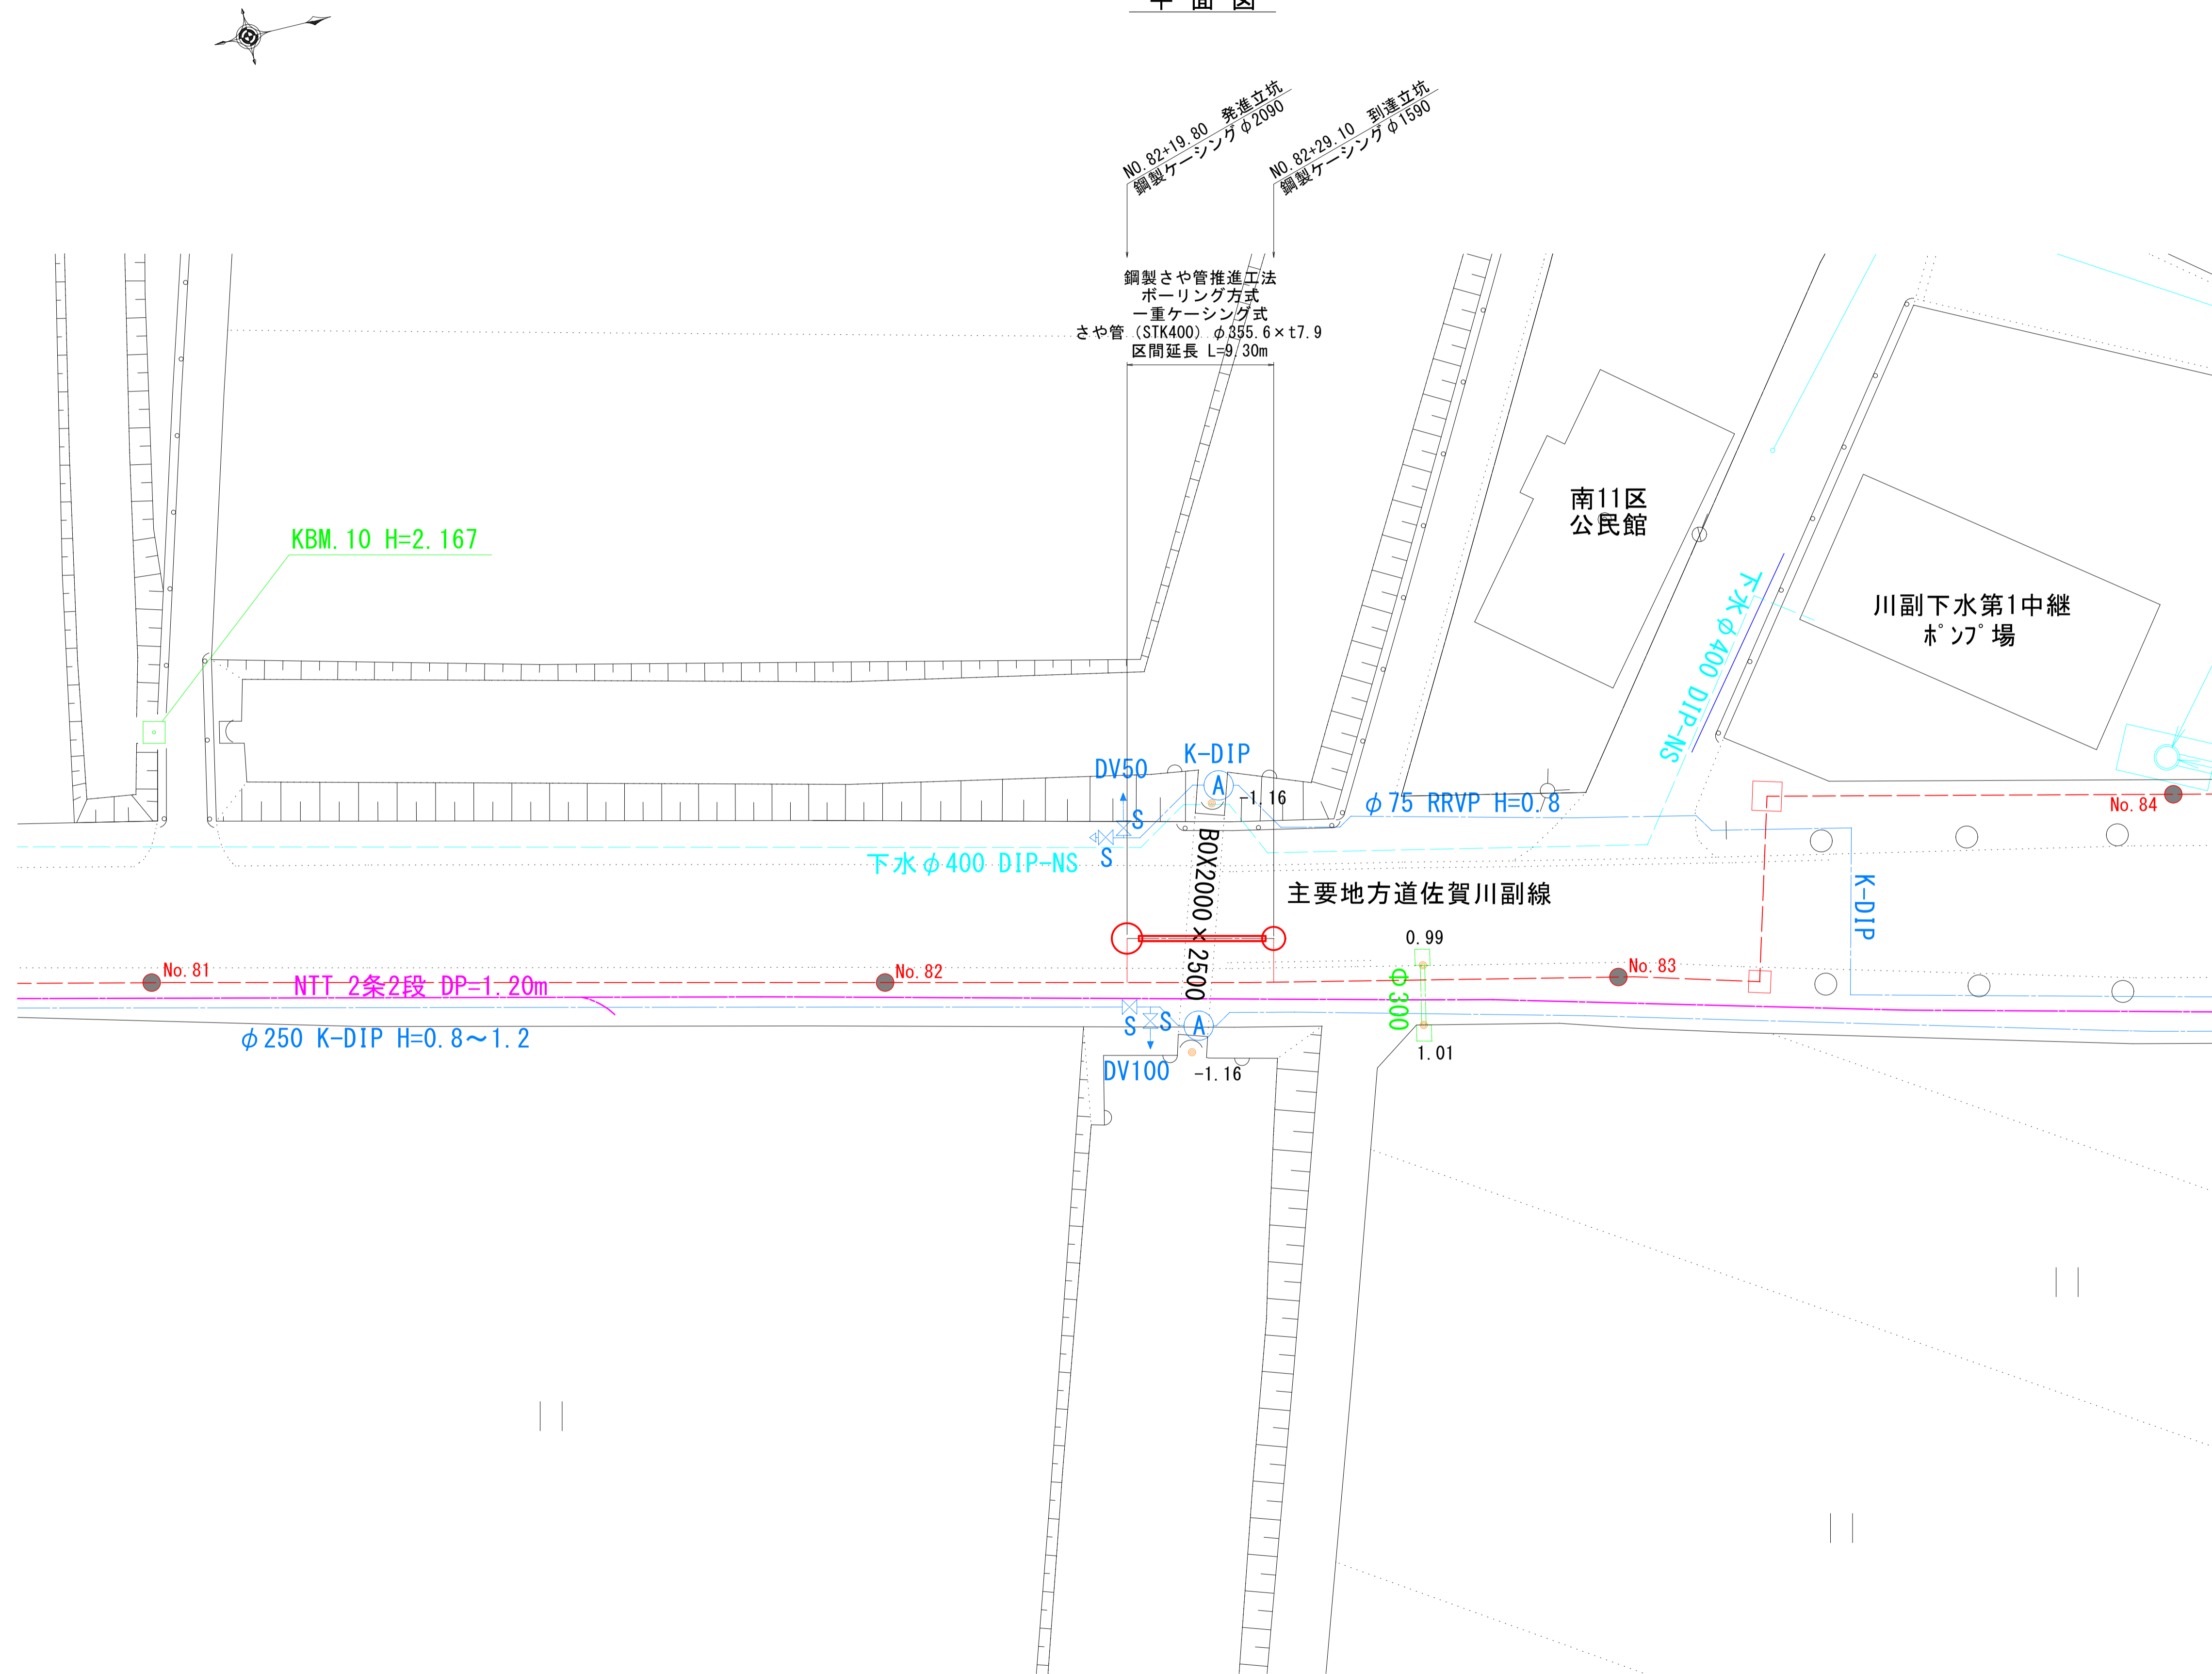 平面図
NO.82+19.80 発進立坑
鋼製ケーシングφ2090
NO.82+29.10 到達立坑
鋼製ケーシングφ1590
鋼製さや管推進工法
ボーリング方式
一重ケーシング式
さや管（STK400）φ355.6×t7.9
区間延長 L=9.30m
KBM.10 H=2.167
南11区
公民館
川副下水第1中継
ﾎﾟﾝﾌﾟ場
下水φ400 DIP-NS
K-DIP
DV50
A
-1.16
S
S
φ75 RRVP H=0.8
No.84
下水φ400 DIP-NS
BOX2000×2500
主要地方道佐賀川副線
K-DIP
0.99
No.81
No.82
No.83
NTT 2条2段 DP=1.20m
φ300
S
S
A
φ250 K-DIP H=0.8～1.2
1.01
DV100
-1.16